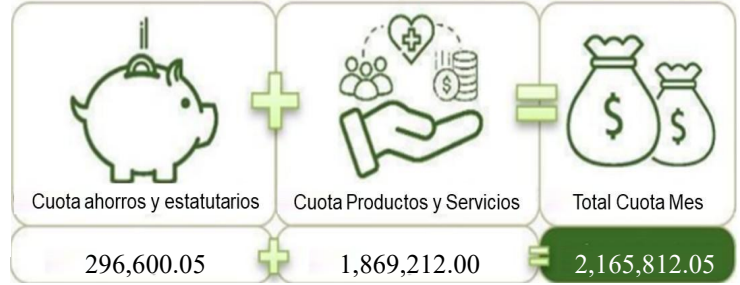 $
$ $
Cuota ahorros y estatutarios
Cuota Productos y Servicios
Total Cuota Mes
296,600.05
1,869,212.00
2,165,812.05